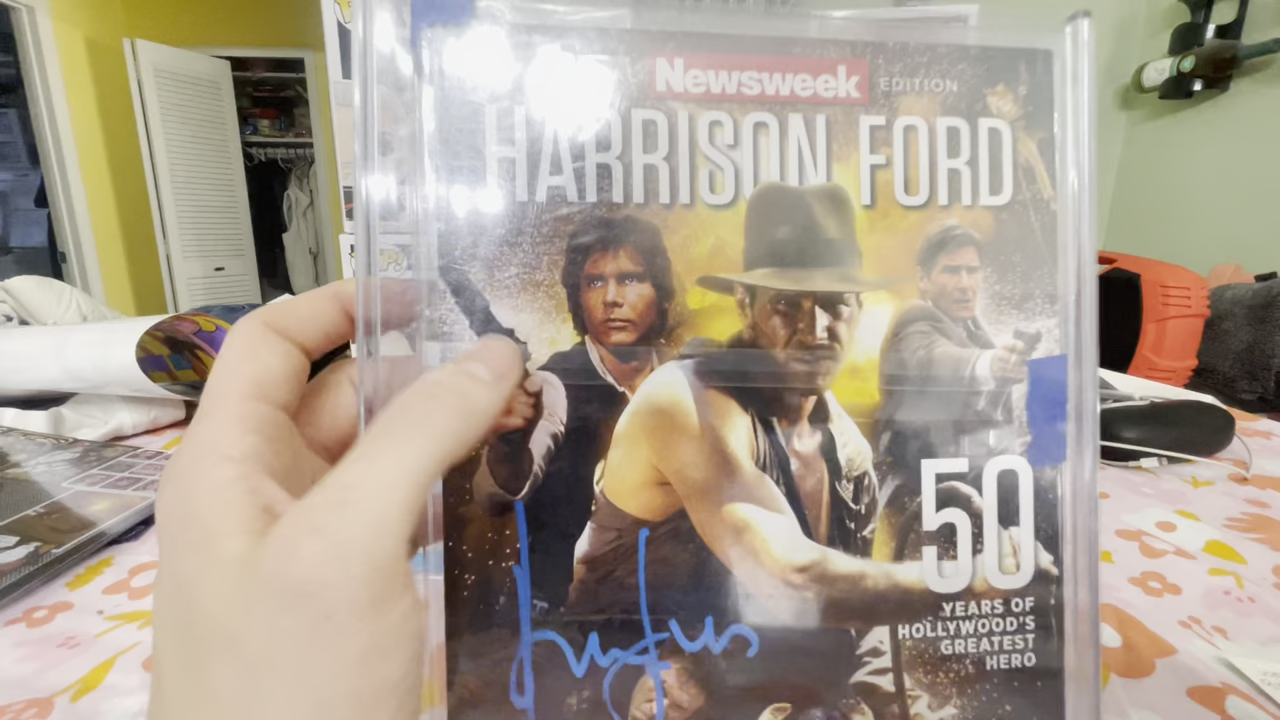 Newsweek EDITION
HARRISON FORD
50
YEARS OF
HOLLYWOOD'S
GREATEST
HERO